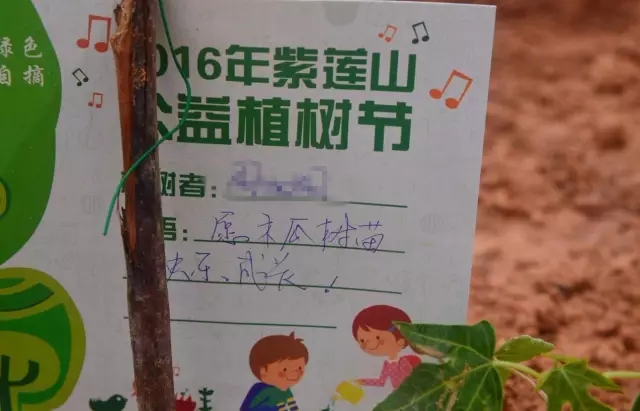 绿色
自摘
2016年紫莲山
公益植树节
树者：
语：愿木瓜树苗
快乐成长！